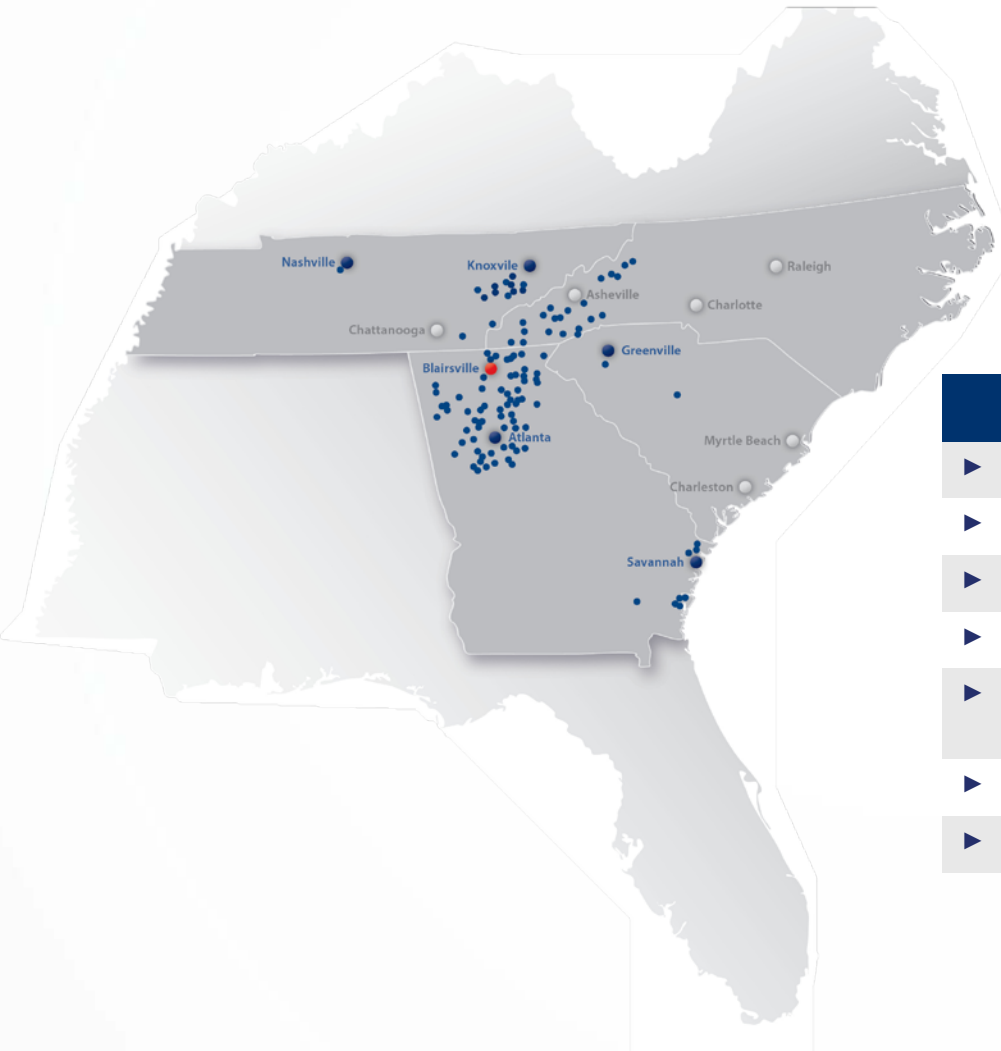 Nashville
Knoxvile
Raleigh
Asheville
Charlotte
Chattanooga
Greenville
Blairsville
Atlanta
Myrtle Beach
Charleston
Savannah